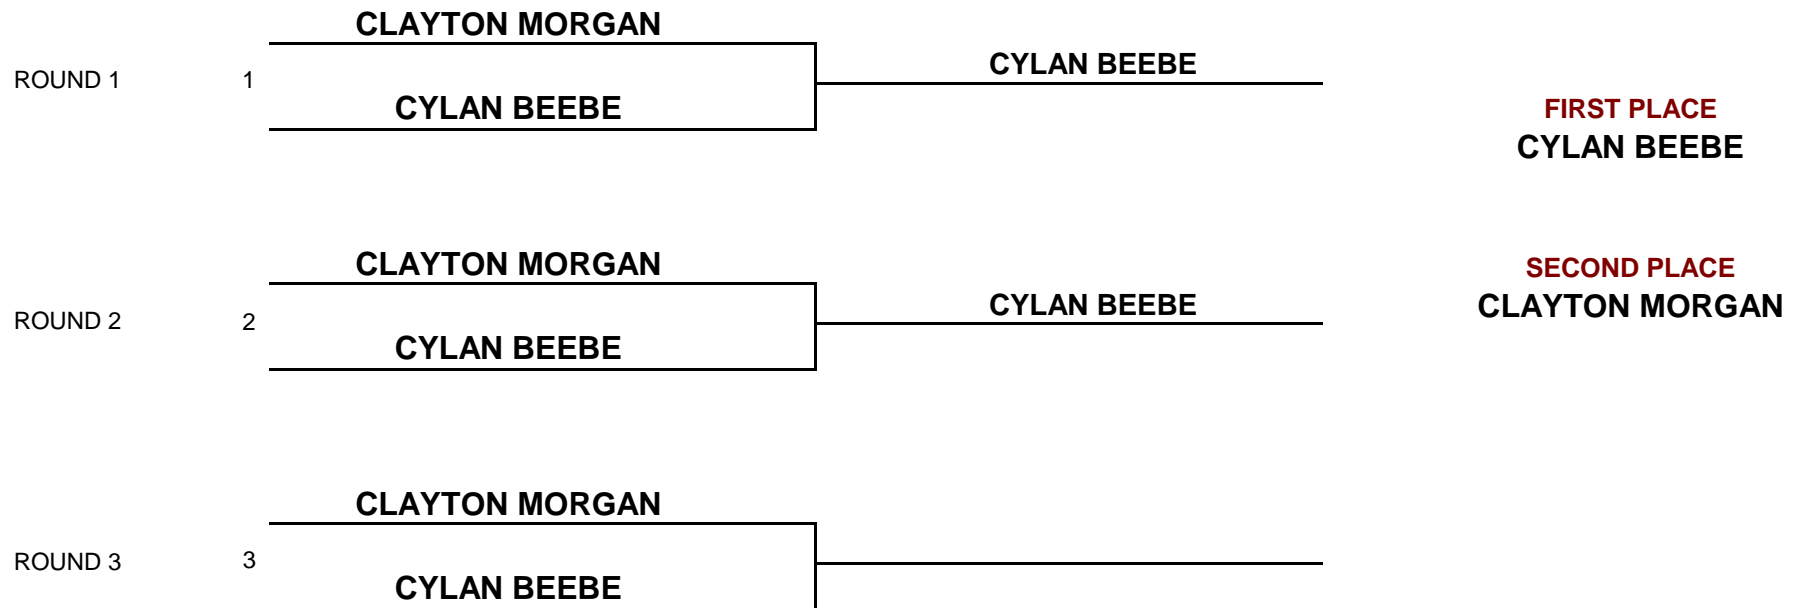 CLAYTON MORGAN
CYLAN BEEBE
ROUND 1
1
CYLAN BEEBE
FIRST PLACE
CYLAN BEEBE
CLAYTON MORGAN
SECOND PLACE
CYLAN BEEBE
CLAYTON MORGAN
ROUND 2
2
CYLAN BEEBE
CLAYTON MORGAN
ROUND 3
3
CYLAN BEEBE